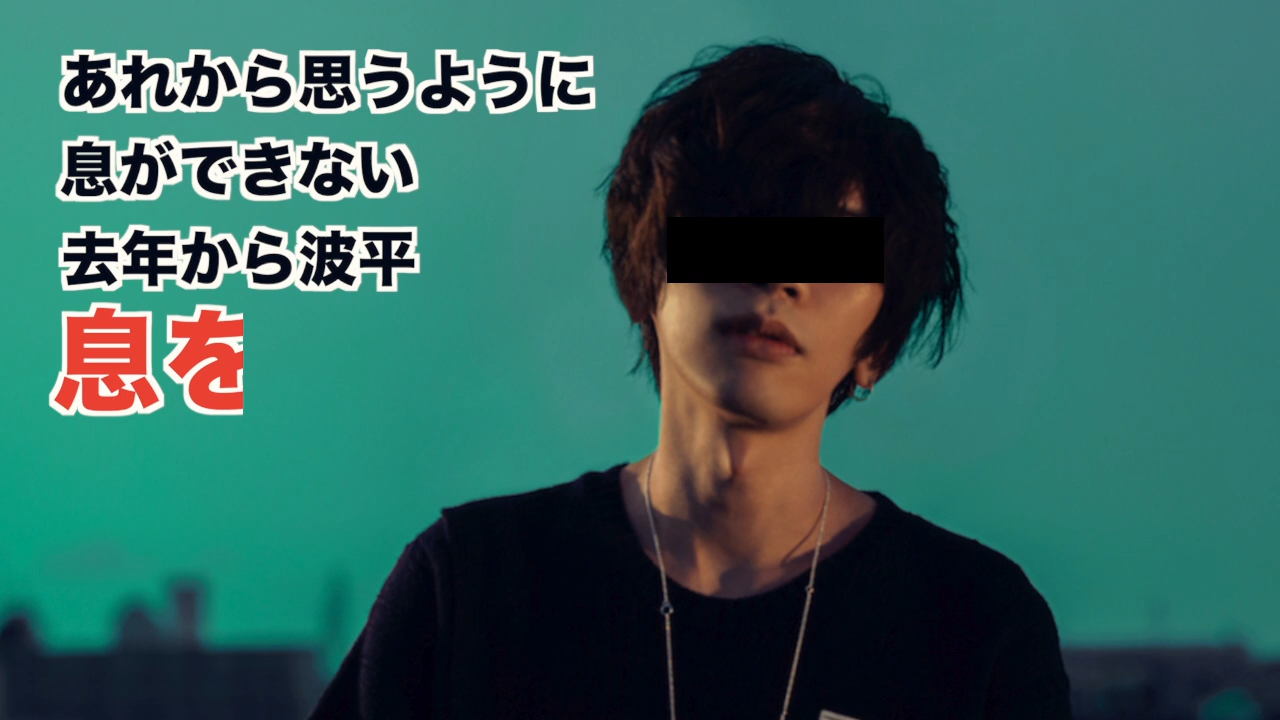 あれから思うように
息ができない
去年から波平
息を